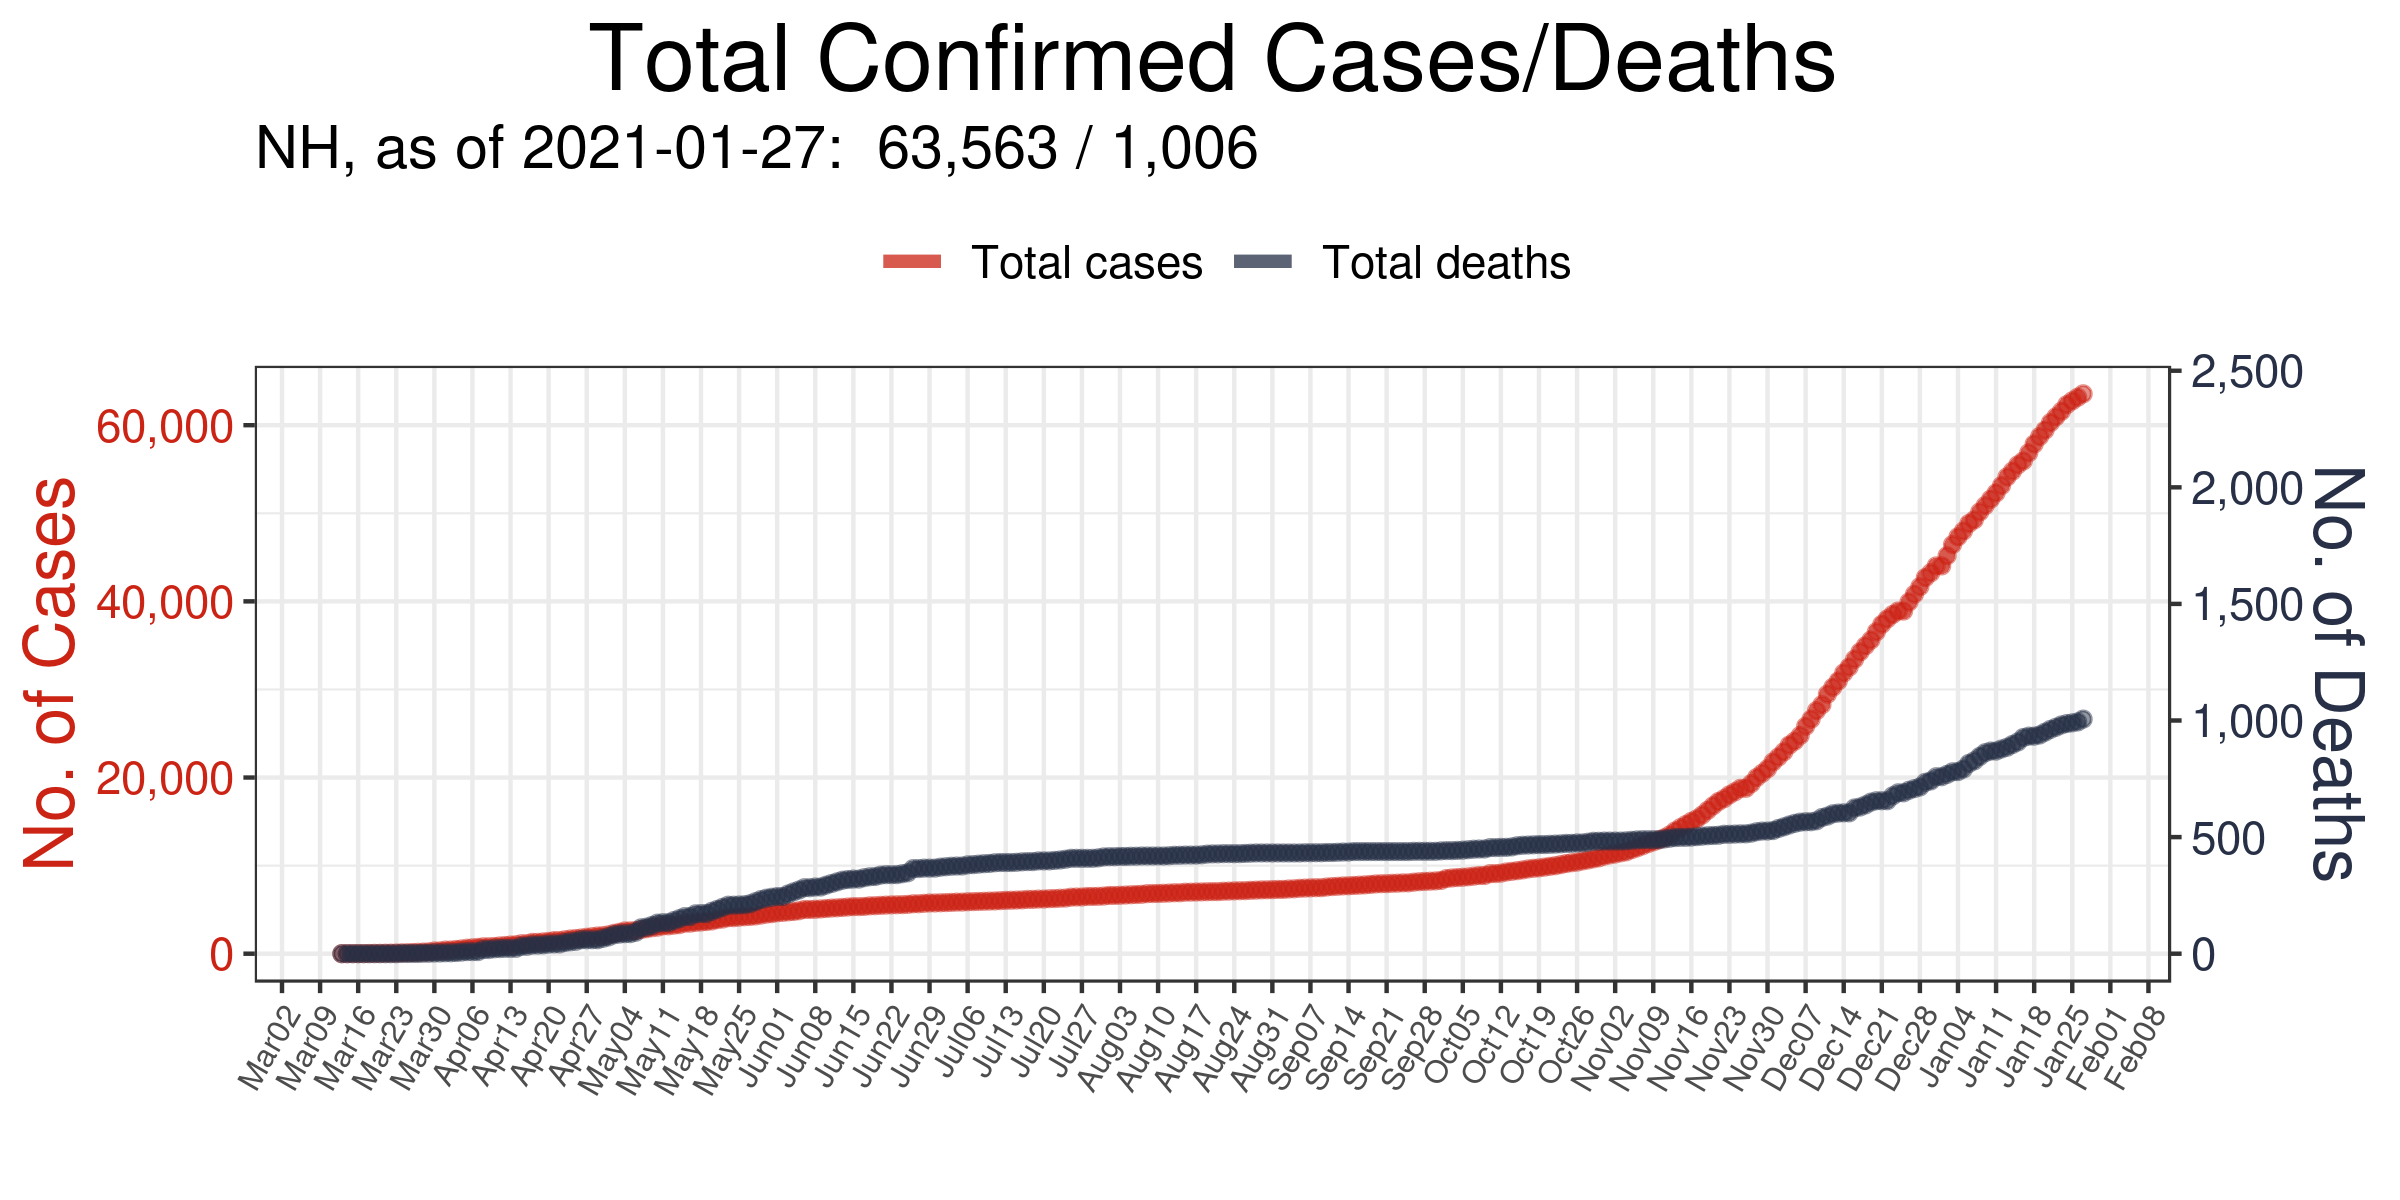 Total Confirmed Cases/Deaths
NH, as of 2021-01-27:  63,563 / 1,006
Total cases
Total deaths
No. of Cases
60,000
40,000
20,000
0
2,500
2,000
1,500
1,000
500
0
No. of Deaths
Mar02
Mar09
Mar16
Mar23
Mar30
Apr06
Apr13
Apr20
Apr27
May04
May11
May18
May25
Jun01
Jun08
Jun15
Jun22
Jun29
Jul06
Jul13
Jul20
Jul27
Aug03
Aug10
Aug17
Aug24
Aug31
Sep07
Sep14
Sep21
Sep28
Oct05
Oct12
Oct19
Oct26
Nov02
Nov09
Nov16
Nov23
Nov30
Dec07
Dec14
Dec21
Dec28
Jan04
Jan11
Jan18
Jan25
Feb01
Feb08